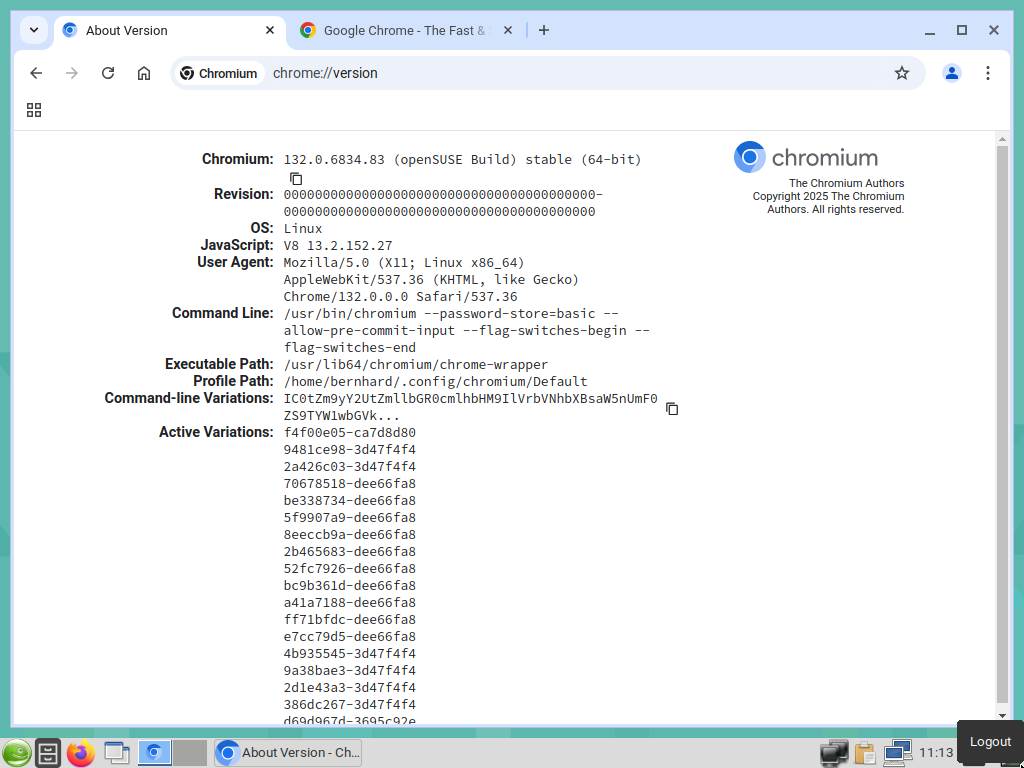 About Version
Google Chrome - The Fast &
Chromium
chrome://version
chromium
The Chromium Authors
Copyright 2025 The Chromium
Authors. All rights reserved.
Chromium: 132.0.6834.83 (openSUSE Build) stable (64-bit)
Revision: 0000000000000000000000000000000000000000-
0000000000000000000000000000000000000000
OS: Linux
JavaScript: V8 13.2.152.27
User Agent: Mozilla/5.0 (X11; Linux x86_64)
AppleWebKit/537.36 (KHTML, like Gecko)
Chrome/132.0.0.0 Safari/537.36
Command Line: /usr/bin/chromium --password-store=basic --
allow-pre-commit-input --flag-switches-begin --
flag-switches-end
Executable Path: /usr/lib64/chromium/chrome-wrapper
Profile Path: /home/bernhard/.config/chromium/Default
Command-line Variations: IC0tZm9yY2UtZmllbGR0cmlhbHM9IlVrbVNhbXBsaW5nUmF0
ZS9TYW1wbGVk...
Active Variations: f4f00e05-ca7d8d80
9481ce98-3d47f4f4
2a426c03-3d47f4f4
70678518-dee66fa8
be338734-dee66fa8
5f9907a9-dee66fa8
8eeccb9a-dee66fa8
2b465683-dee66fa8
52fc7926-dee66fa8
bc9b361d-dee66fa8
a41a7188-dee66fa8
ff71bfdc-dee66fa8
e7cc79d5-dee66fa8
4b935545-3d47f4f4
9a38bae3-3d47f4f4
2d1e43a3-3d47f4f4
386dc267-3d47f4f4
d69d967d-3695c92e
About Version - Ch...
11:13
Logout